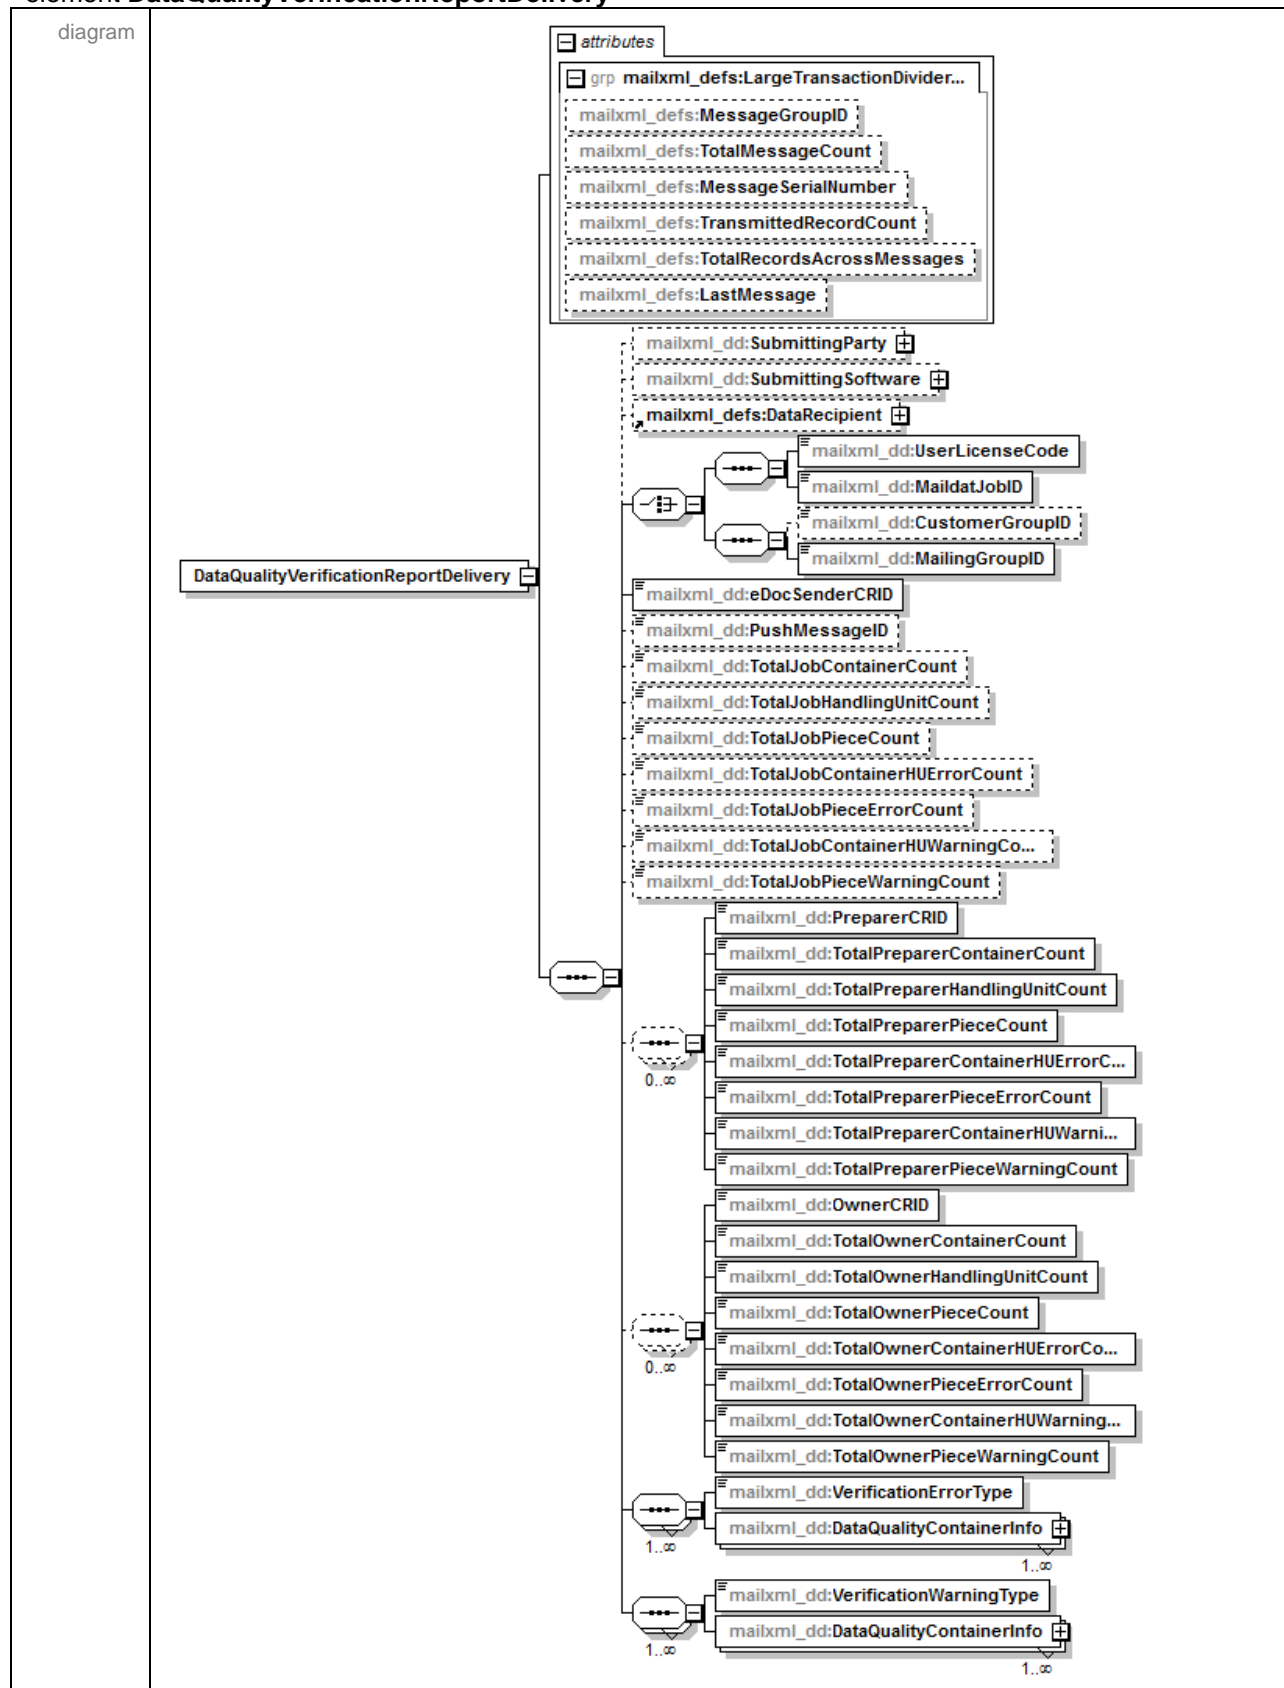 element DataQualityVerificationReportDelivery
diagram
attributes
grp mailxml_defs:LargeTransactionDivider...
mailxml_defs:MessageGroupID
mailxml_defs:TotalMessageCount
mailxml_defs:MessageSerialNumber
mailxml_defs:TransmittedRecordCount
mailxml_defs:TotalRecordsAcrossMessages
mailxml_defs:LastMessage
mailxml_dd:SubmittingParty
mailxml_dd:SubmittingSoftware
mailxml_defs:DataRecipient
mailxml_dd:UserLicenseCode
mailxml_dd:MaildatJobID
mailxml_dd:CustomerGroupID
mailxml_dd:MailingGroupID
DataQualityVerificationReportDelivery
mailxml_dd:eDocSenderCRID
mailxml_dd:PushMessageID
mailxml_dd:TotalJobContainerCount
mailxml_dd:TotalJobHandlingUnitCount
mailxml_dd:TotalJobPieceCount
mailxml_dd:TotalJobContainerHUErrorCount
mailxml_dd:TotalJobPieceErrorCount
mailxml_dd:TotalJobContainerHUWarningCo...
mailxml_dd:TotalJobPieceWarningCount
mailxml_dd:PreparerCRID
mailxml_dd:TotalPreparerContainerCount
mailxml_dd:TotalPreparerHandlingUnitCount
mailxml_dd:TotalPreparerPieceCount
mailxml_dd:TotalPreparerContainerHUErrorC...
mailxml_dd:TotalPreparerPieceErrorCount
mailxml_dd:TotalPreparerContainerHUWarni...
mailxml_dd:TotalPreparerPieceWarningCount
0..∞
mailxml_dd:OwnerCRID
mailxml_dd:TotalOwnerContainerCount
mailxml_dd:TotalOwnerHandlingUnitCount
mailxml_dd:TotalOwnerPieceCount
mailxml_dd:TotalOwnerContainerHUErrorCo...
mailxml_dd:TotalOwnerPieceErrorCount
mailxml_dd:TotalOwnerContainerHUWarning...
mailxml_dd:TotalOwnerPieceWarningCount
0..∞
mailxml_dd:VerificationErrorType
mailxml_dd:DataQualityContainerInfo
1..∞
1..∞
mailxml_dd:VerificationWarningType
mailxml_dd:DataQualityContainerInfo
1..∞
1..∞